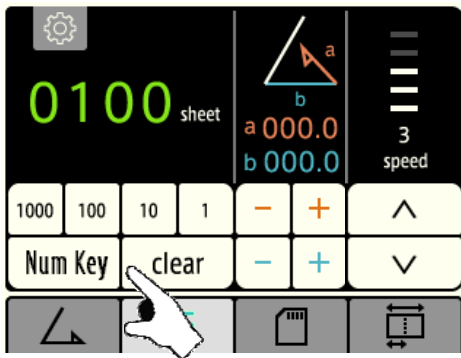 a
b
0100 sheet
a 000.0
b 000.0
3
speed
1000 100 10 1 - +
Num Key clear - +